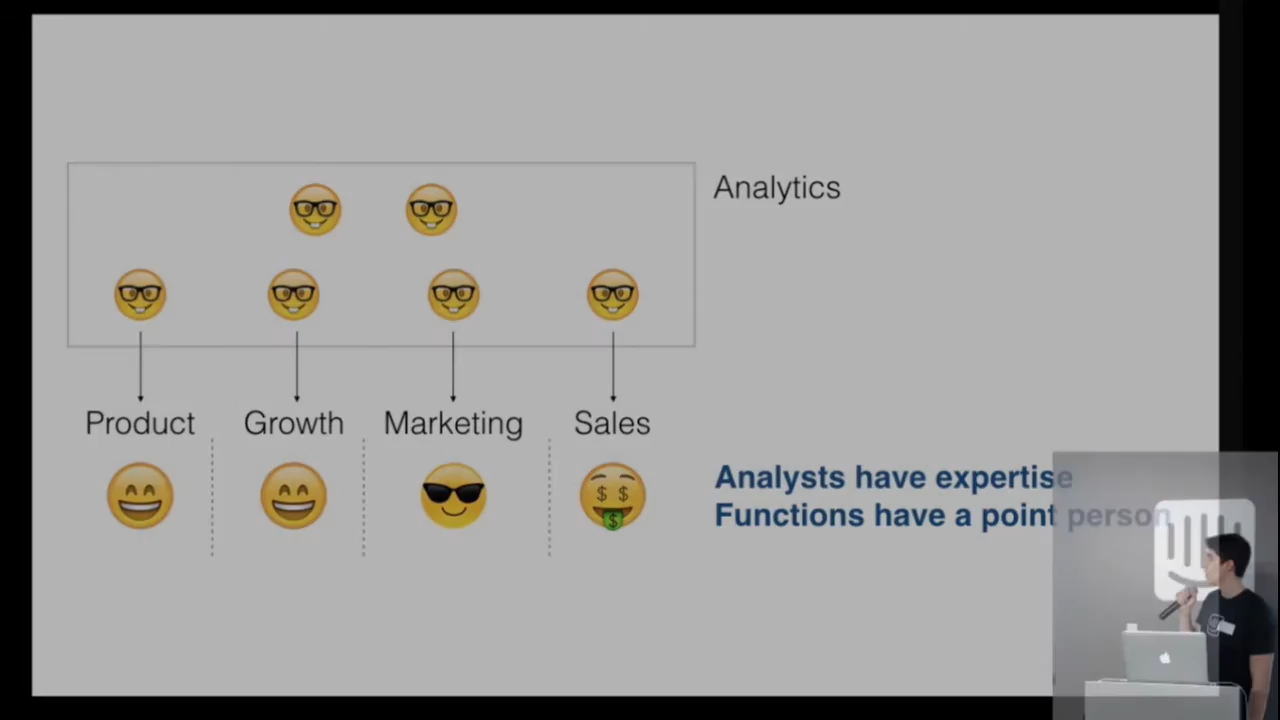 Analytics
Product Growth Marketing Sales
Analysts have expertise
Functions have a point person